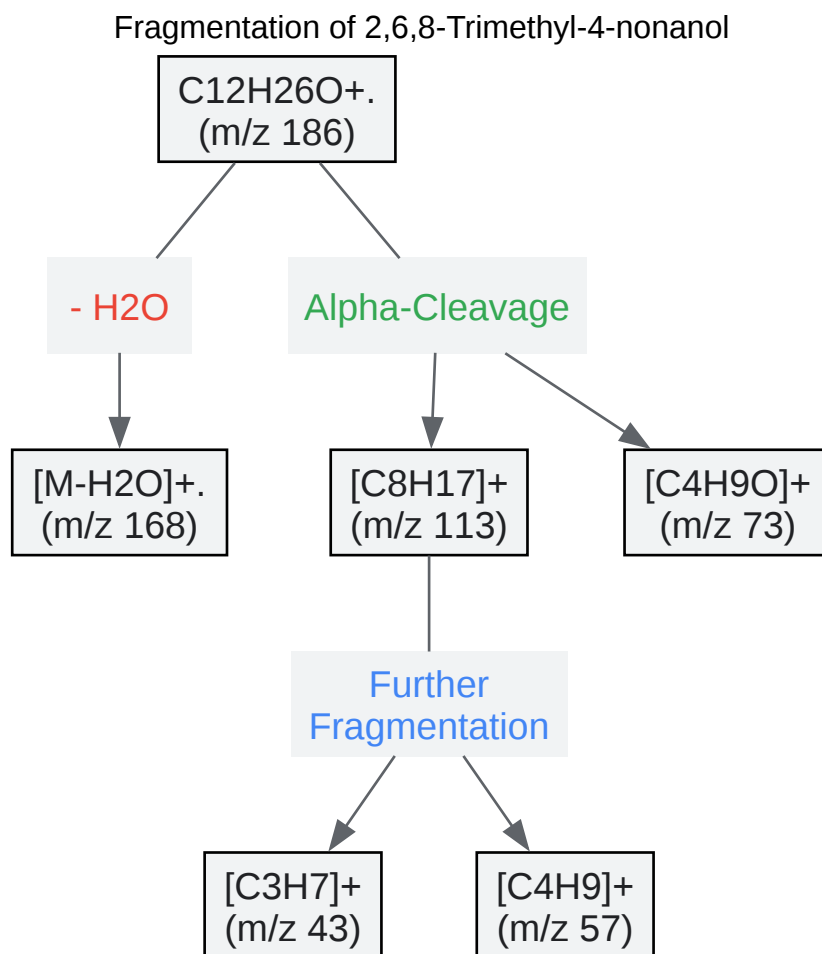 Fragmentation of 2,6,8-Trimethyl-4-nonanol
C12H26O+.
(m/z 186)
- H2O
Alpha-Cleavage
[M-H2O]+.
(m/z 168)
[C8H17]+
(m/z 113)
[C4H9O]+
(m/z 73)
Further
Fragmentation
[C3H7]+
(m/z 43)
[C4H9]+
(m/z 57)